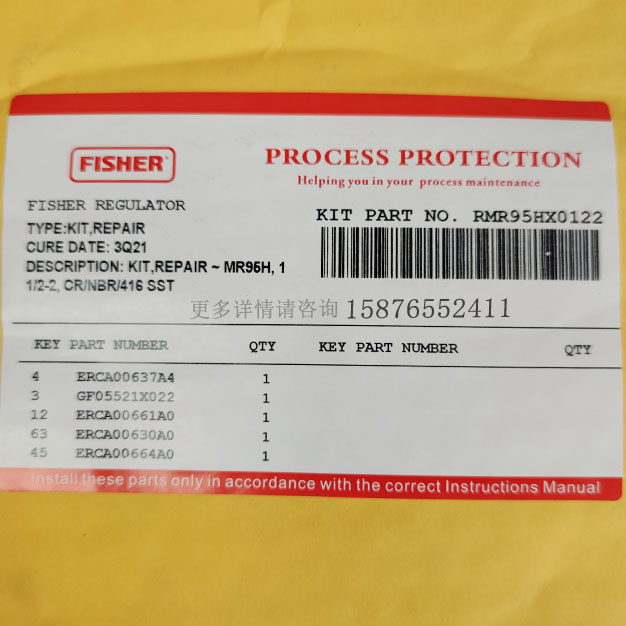 FISHER
PROCESS PROTECTION
Helping you in your process maintenance
FISHER REGULATOR
KIT PART NO. RMR95HX0122
TYPE:KIT,REPAIR
CURE DATE: 3Q21
DESCRIPTION: KIT,REPAIR ~ MR95H, 1
1/2-2, CR/NBR/416 SST
更多详情请咨询 15876552411
KEY PART NUMBER QTY KEY PART NUMBER QTY
4 ERCA00637A4 1
3 GF05521X022 1
12 ERCA00661A0 1
63 ERCA00630A0 1
45 ERCA00664A0 1
Install these parts only in accordance with the correct Instructions Manual